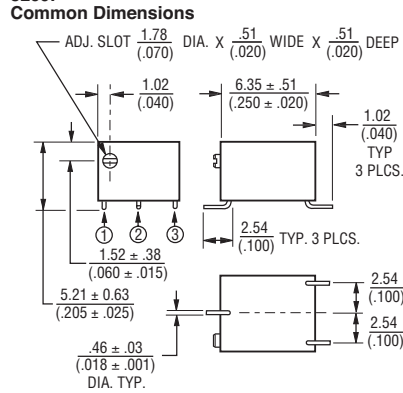 Common Dimensions
ADJ. SLOT 1.78 (.070) DIA. X .51 (.020) WIDE X .51 (.020) DEEP
1.02 (.040)
6.35 ± .51 (.250 ± .020)
1.02 (.040) TYP 3 PLCS.
1 2 3
2.54 (.100) TYP. 3 PLCS.
1.52 ± .38 (.060 ± .015)
5.21 ± 0.63 (.205 ± .025)
2.54 (.100)
2.54 (.100)
.46 ± .03 (.018 ± .001) DIA. TYP.